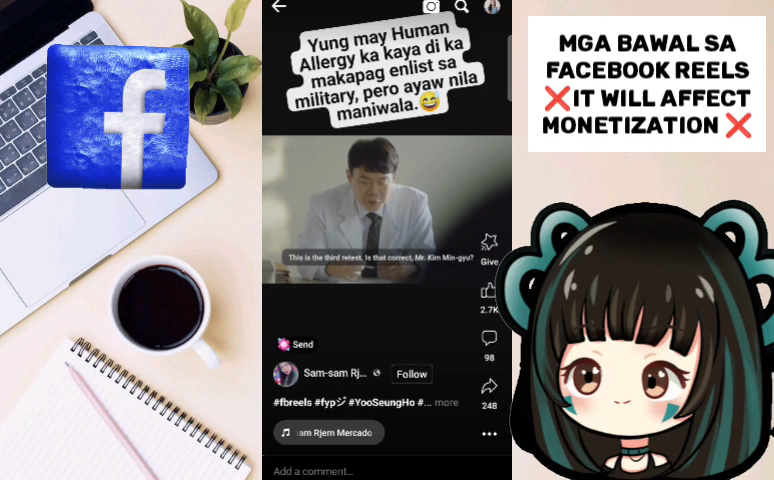 f
Yung may Human
Allergy ka kaya di ka
makapag enlist sa
military, pero ayaw nila
maniwala.😅
This is the third retest. Is that correct, Mr. Kim Min-gyu?
Give
2.7K
98
248
Send
Sam-sam Rj...
Follow
#fbreels #fypジ #YooSeungHo #... more
am Rjem Mercado
Add a comment...
MGA BAWAL SA
FACEBOOK REELS
❌IT WILL AFFECT
MONETIZATION ❌